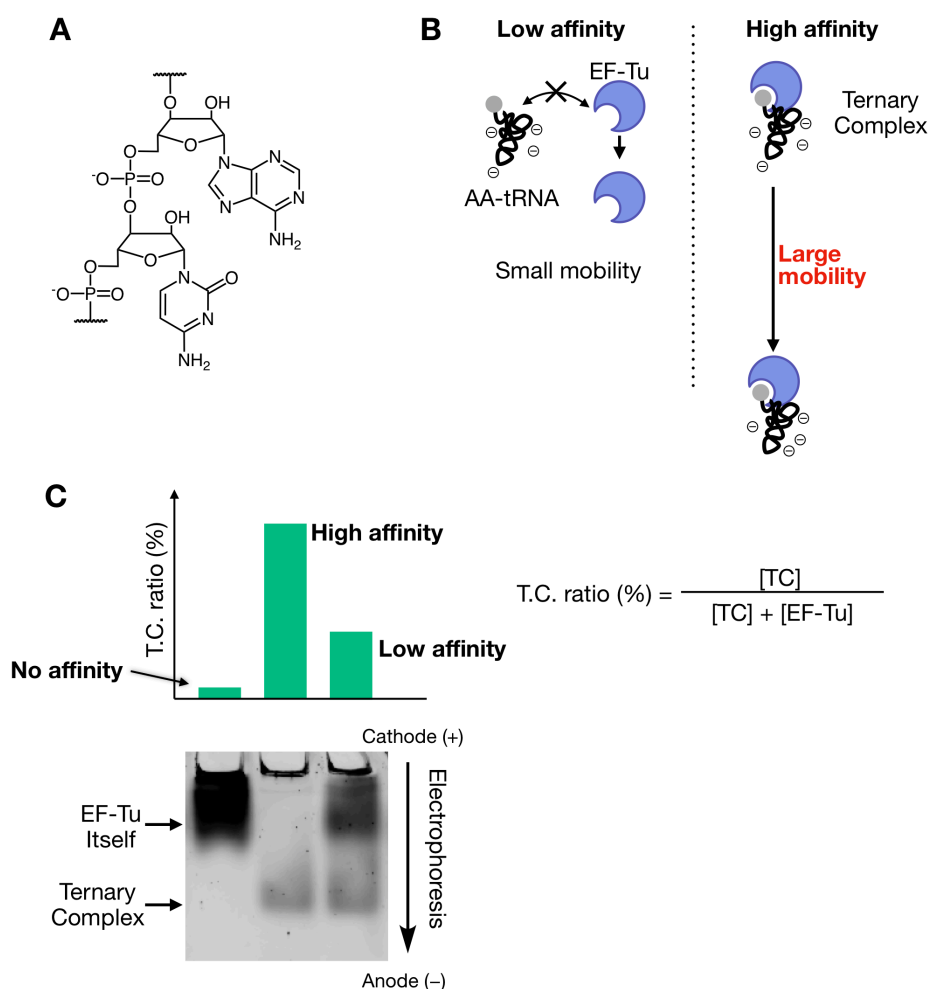 A
O
OH
O
O
⁻O–P=O
O
N
N
N
N
NH₂
OH
O
O
⁻O–P=O
N
O
N
NH₂
B
Low affinity
High affinity
EF-Tu
AA-tRNA
Small mobility
Ternary
Complex
Large
mobility
C
T.C. ratio (%)
High affinity
Low affinity
No affinity
T.C. ratio (%) =
[TC]
[TC] + [EF-Tu]
Cathode (+)
EF-Tu
Itself
Ternary
Complex
Electrophoresis
Anode (–)